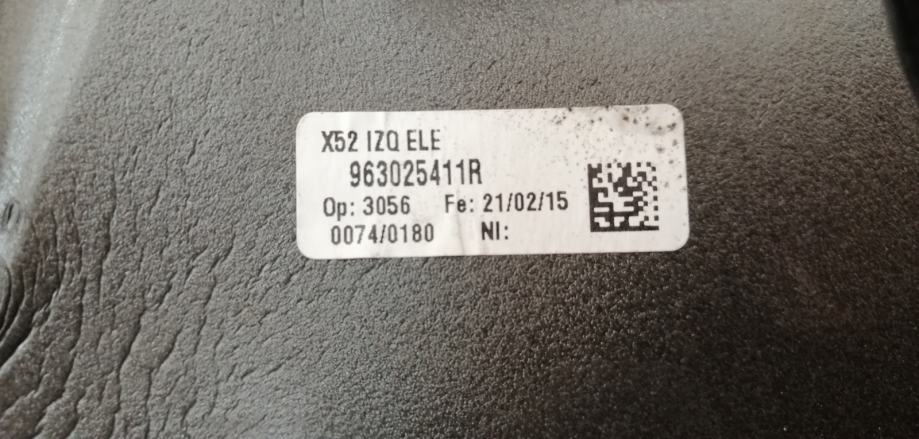 X52 IZQ ELE
963025411R
Op: 3056 Fe: 21/02/15
0074/0180 NI: